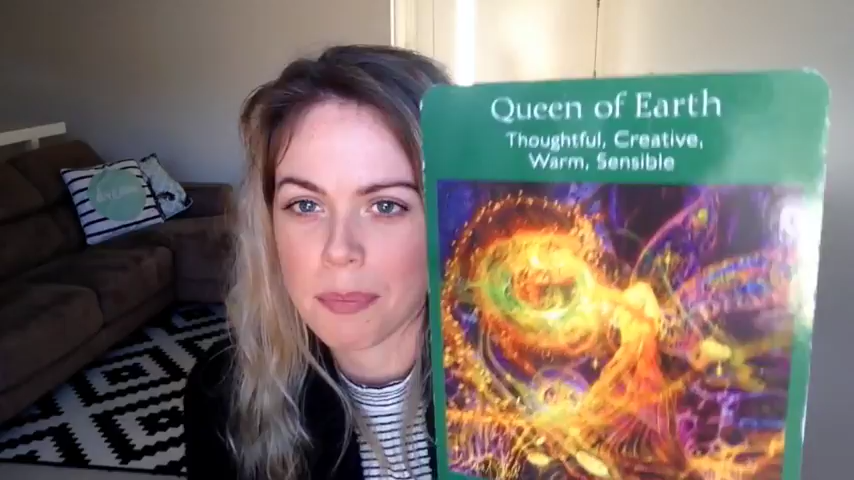 Queen of Earth
Thoughtful, Creative,
Warm, Sensible